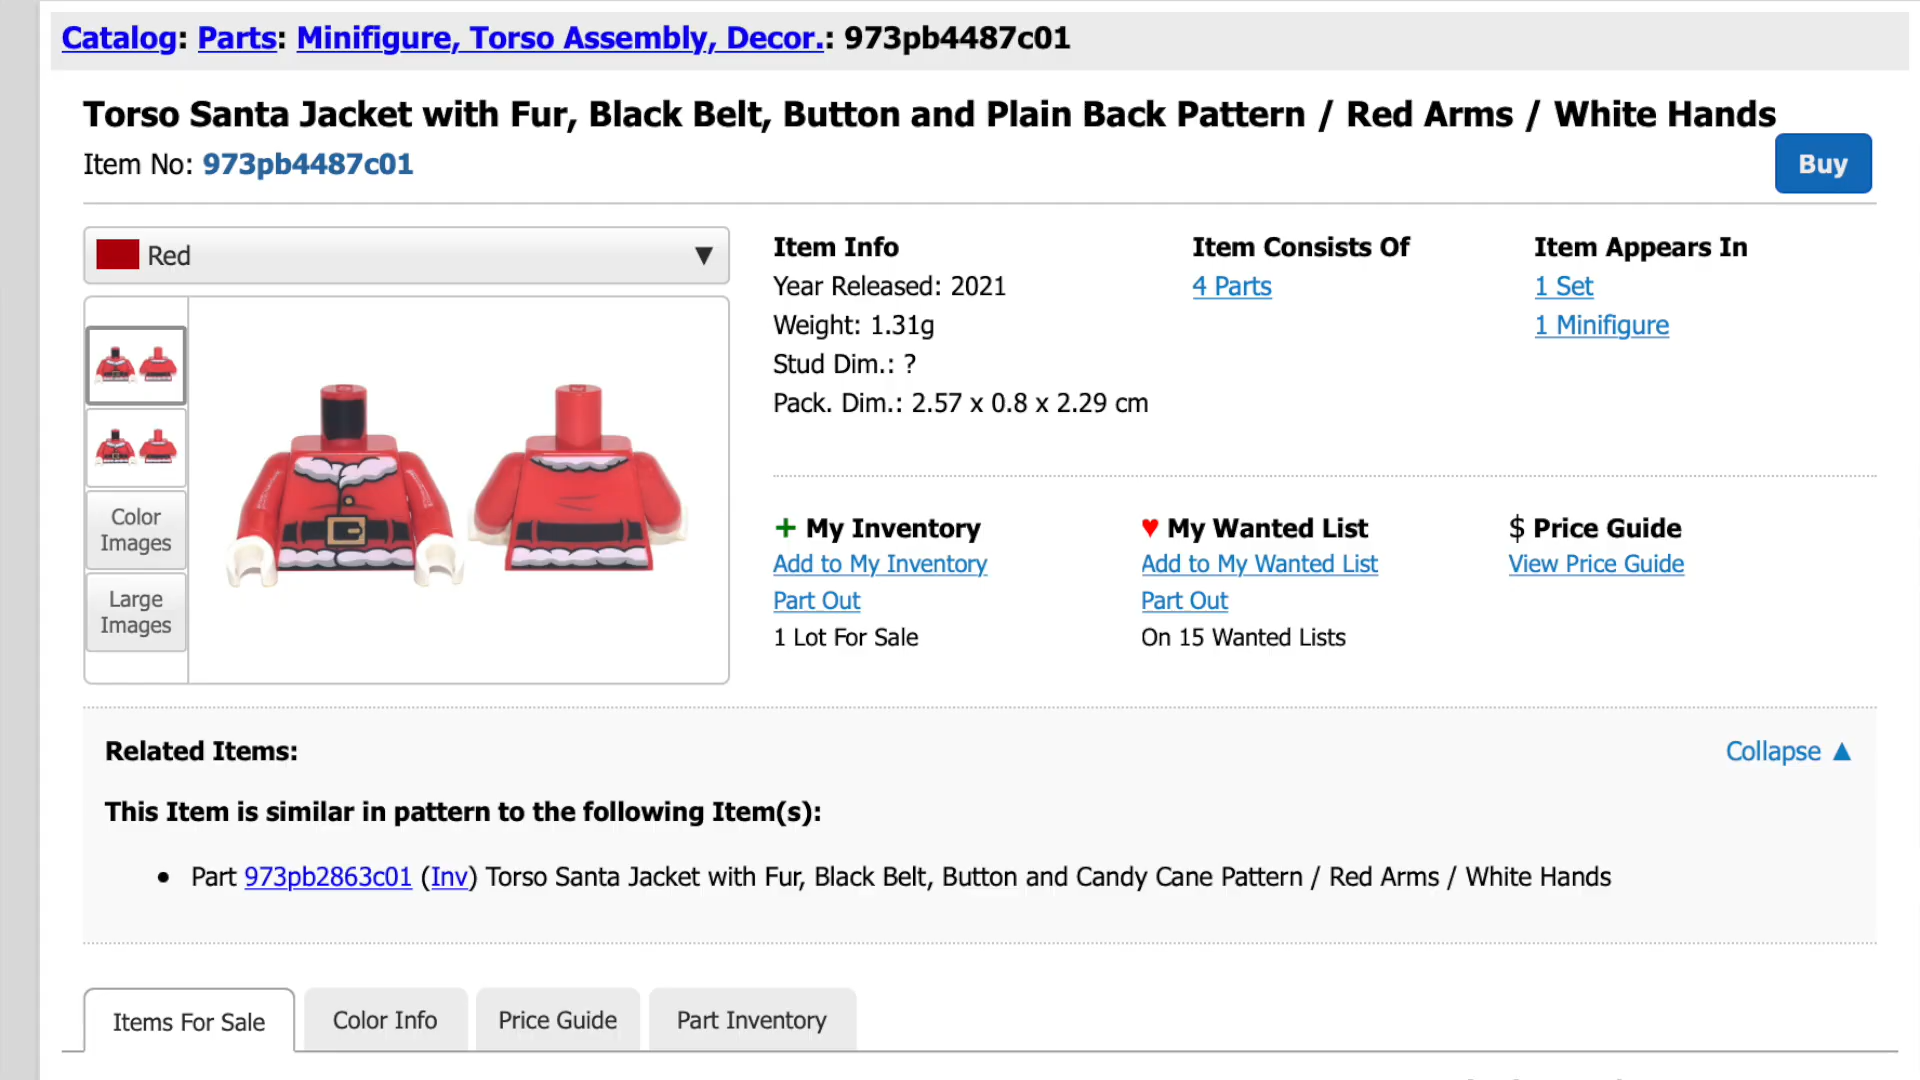 Catalog: Parts: Minifigure, Torso Assembly, Decor.: 973pb4487c01
Torso Santa Jacket with Fur, Black Belt, Button and Plain Back Pattern / Red Arms / White Hands
Item No: 973pb4487c01
Buy
Red
Color
Images
Large
Images
Item Info
Year Released: 2021
Weight: 1.31g
Stud Dim.: ?
Pack. Dim.: 2.57 x 0.8 x 2.29 cm
Item Consists Of
4 Parts
Item Appears In
1 Set
1 Minifigure
+ My Inventory
Add to My Inventory
Part Out
1 Lot For Sale
♥ My Wanted List
Add to My Wanted List
Part Out
On 15 Wanted Lists
$ Price Guide
View Price Guide
Related Items:
Collapse ▲
This Item is similar in pattern to the following Item(s):
• Part 973pb2863c01 (Inv) Torso Santa Jacket with Fur, Black Belt, Button and Candy Cane Pattern / Red Arms / White Hands
Items For Sale
Color Info
Price Guide
Part Inventory